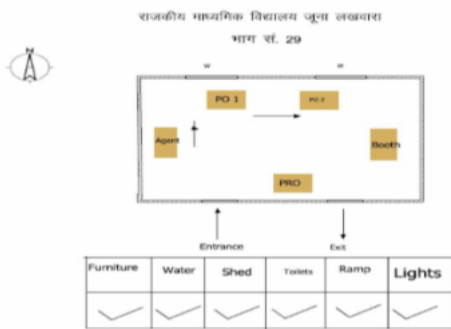 राजकीय माध्यमिक विद्यालय जूना लखवारा
भाग सं. 29
N
W W
PO 1 PO 2
Agent Booth
PRO
Entrance Exit
Furniture Water Shed Toilets Ramp Lights